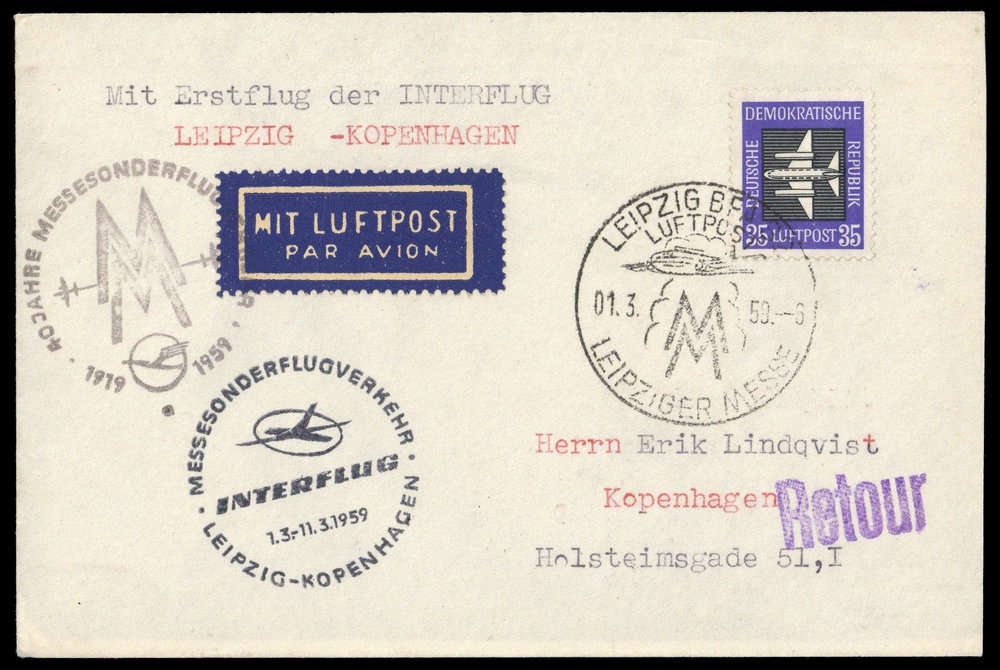 Mit Erstflug der INTERFLUG
LEIPZIG -KOPENHAGEN
DEMOKRATISCHE
DEUTSCHE
REPUBLIK
35 LUFTPOST 35
40 JAHRE MESSESONDERFLUG
1919 · 1959
MIT LUFTPOST
PAR AVION
LEIPZIG
LUFTPOST
01.3. 59.--6
LEIPZIGER MESSE
· MESSESONDERFLUGVERKEHR ·
INTERFLUG
1.3.-11.3.1959
LEIPZIG-KOPENHAGEN
Herrn Erik Lindqvist
Kopenhagen
Retour
Holsteimsgade 51,I